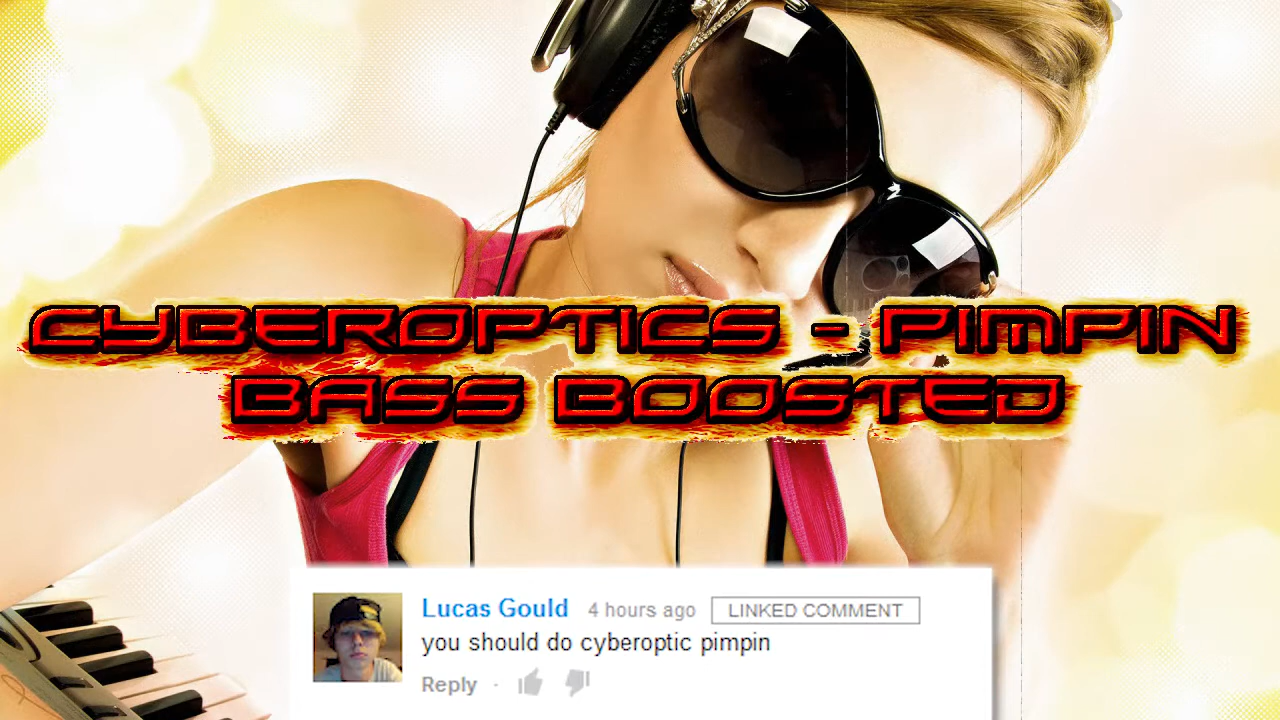 CYBEROPTICS - PIMPIN
BASS BOOSTED
Lucas Gould 4 hours ago LINKED COMMENT
you should do cyberoptic pimpin
Reply ·